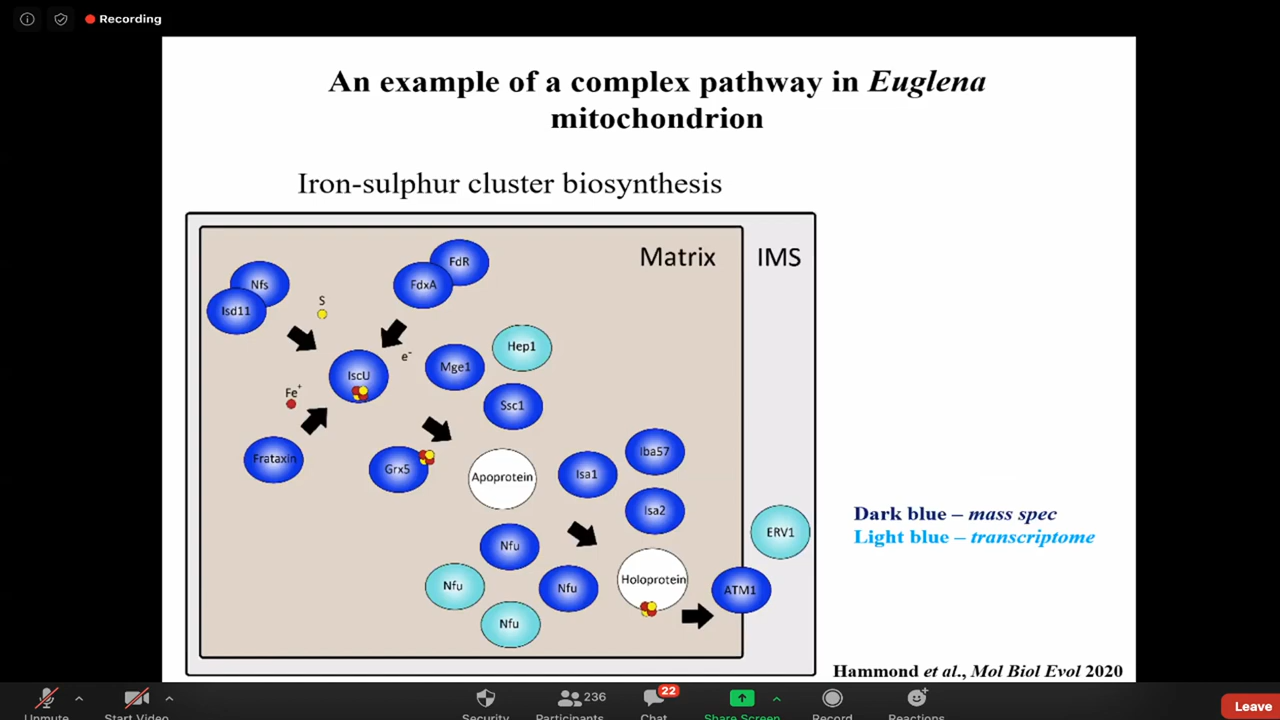 Recording
An example of a complex pathway in Euglena
mitochondrion
Iron-sulphur cluster biosynthesis
Matrix
IMS
FdR
FdxA
Nfs
Isd11
S
e-
Hep1
Mge1
IscU
Fe+
Ssc1
Frataxin
Grx5
Apoprotein
Isa1
Iba57
Isa2
Nfu
Nfu
Nfu
Nfu
Holoprotein
ATM1
ERV1
Dark blue – mass spec
Light blue – transcriptome
Hammond et al., Mol Biol Evol 2020
Unmute
Start Video
Security
236
Participants
22
Chat
Share Screen
Record
Reactions
Leave